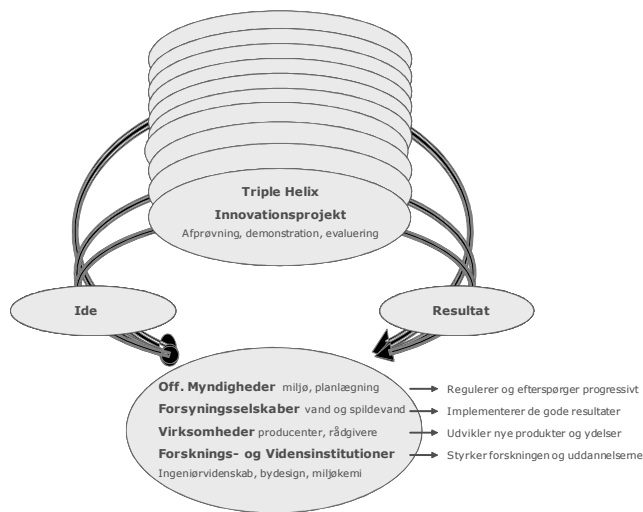 Triple Helix
Innovationsprojekt
Afprøvning, demonstration, evaluering
Ide
Resultat
Off. Myndigheder miljø, planlægning
Regulerer og efterspørger progressivt
Forsyningsselskaber vand og spildevand
Implementerer de gode resultater
Virksomheder producenter, rådgivere
Udvikler nye produkter og ydelser
Forsknings- og Vidensinstitutioner
Styrker forskningen og uddannelserne
Ingeniørvidenskab, bydesign, miljøkemi